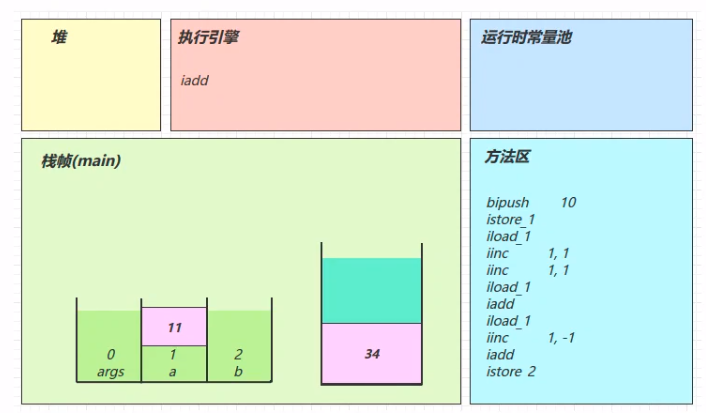 堆
执行引擎
iadd
运行时常量池
栈帧(main)
11
0 1 2
args a b
34
方法区
bipush 10
istore_1
iload_1
iinc 1, 1
iinc 1, 1
iload_1
iadd
iload_1
iinc 1, -1
iadd
istore 2